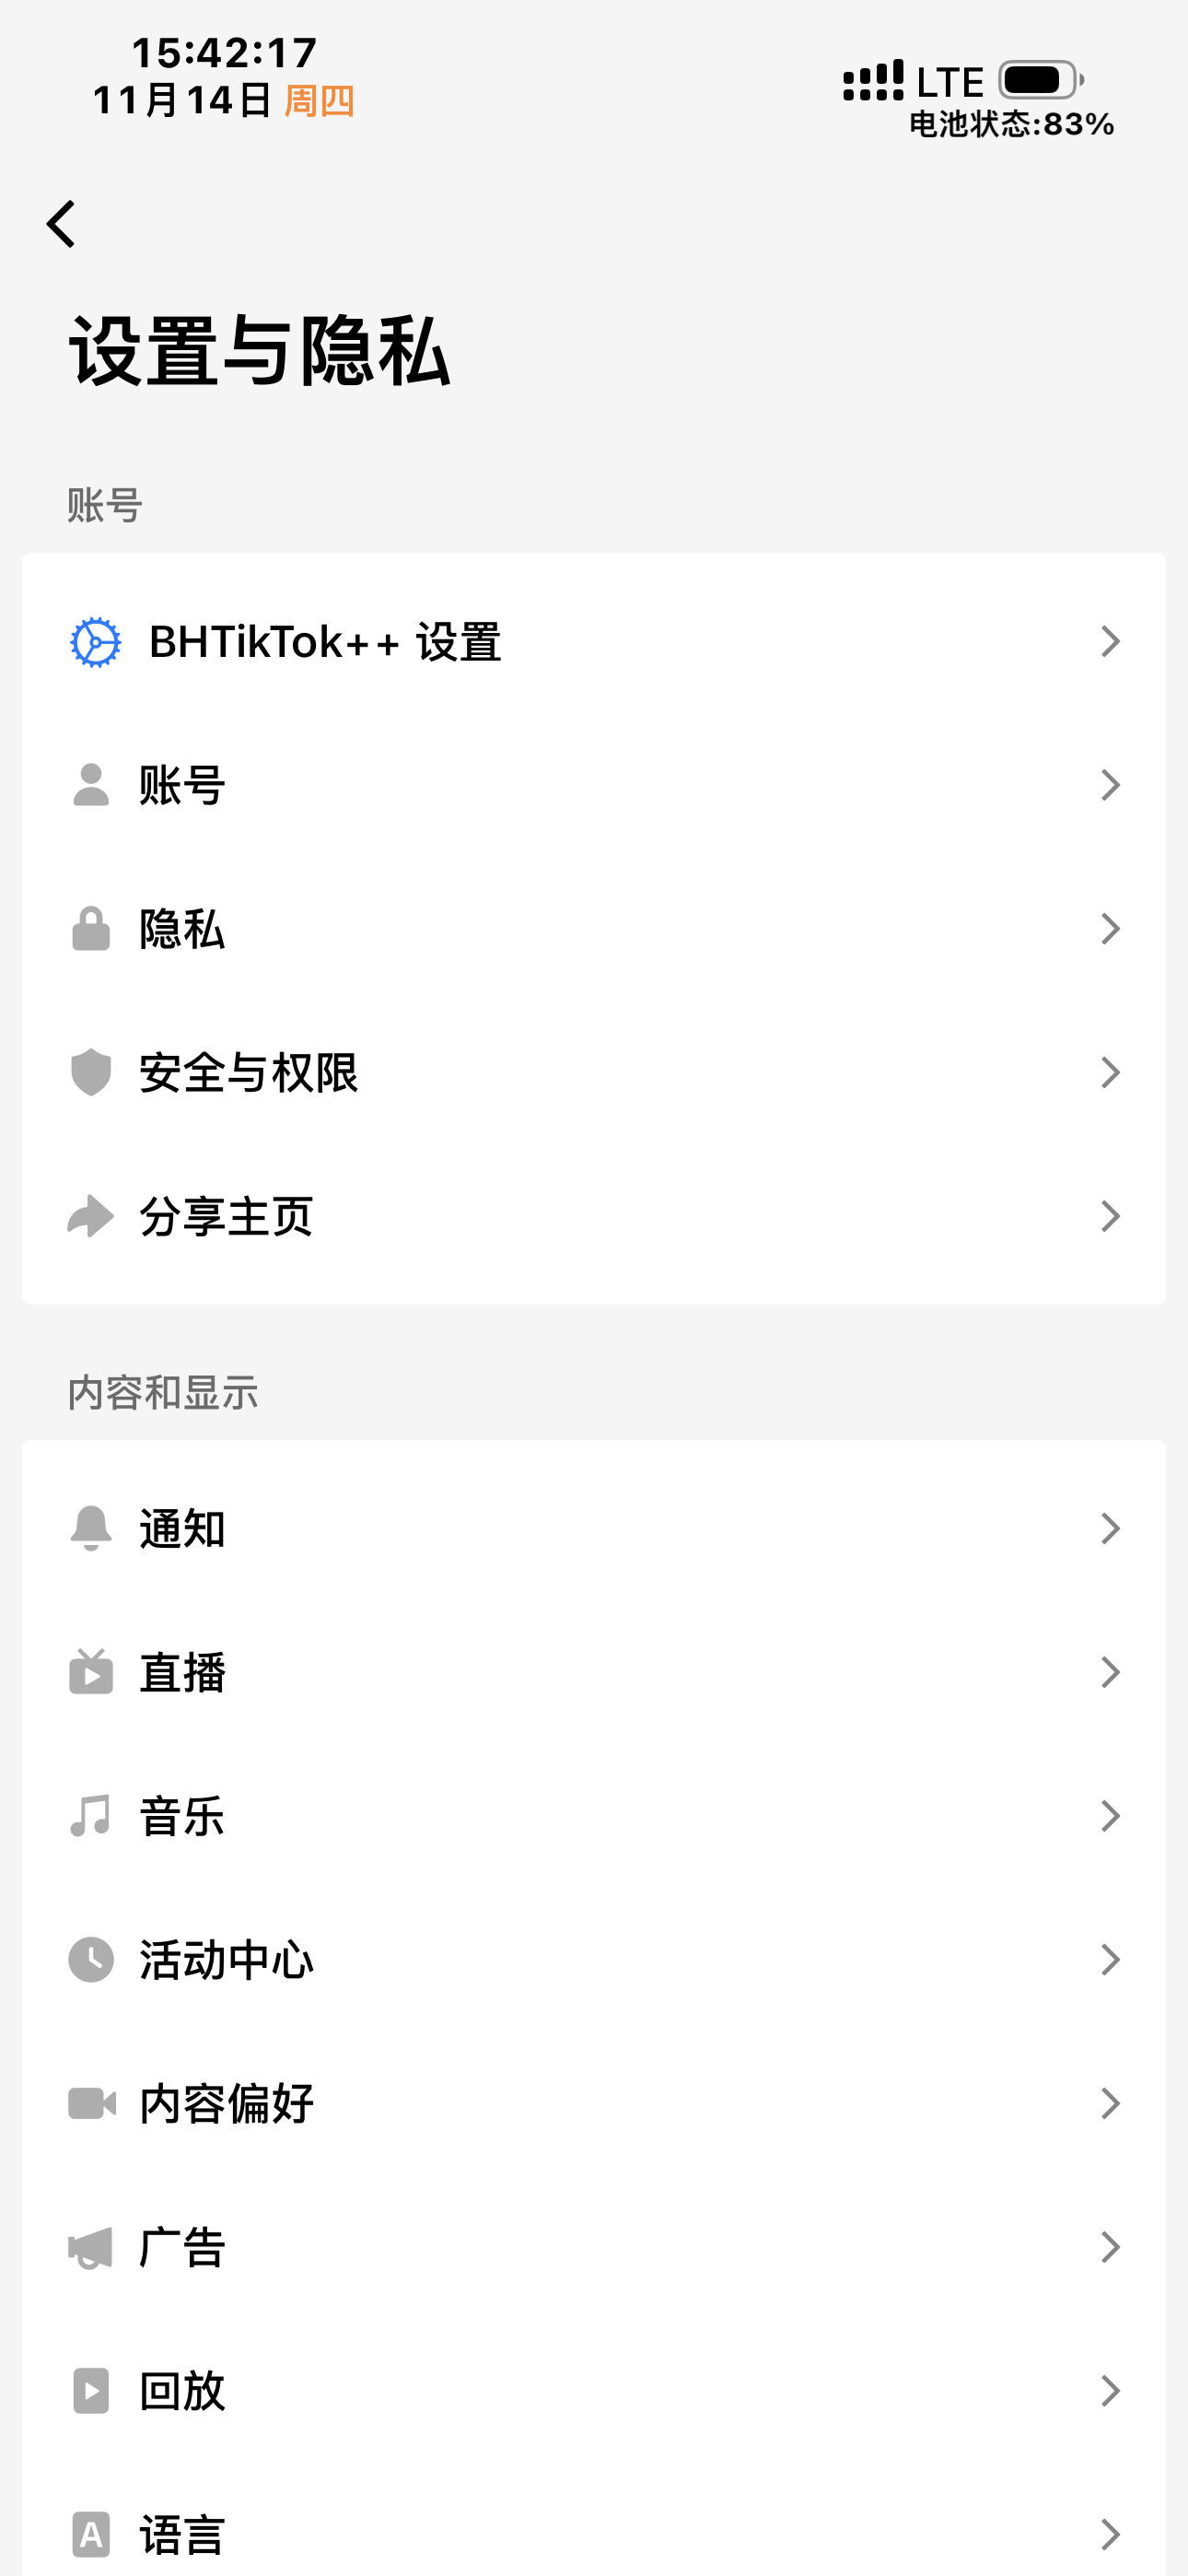 15:42:17
11月14日 周四
LTE
电池状态:83%
设置与隐私
账号
BHTikTok++ 设置
账号
隐私
安全与权限
分享主页
内容和显示
通知
直播
音乐
活动中心
内容偏好
广告
回放
A 语言